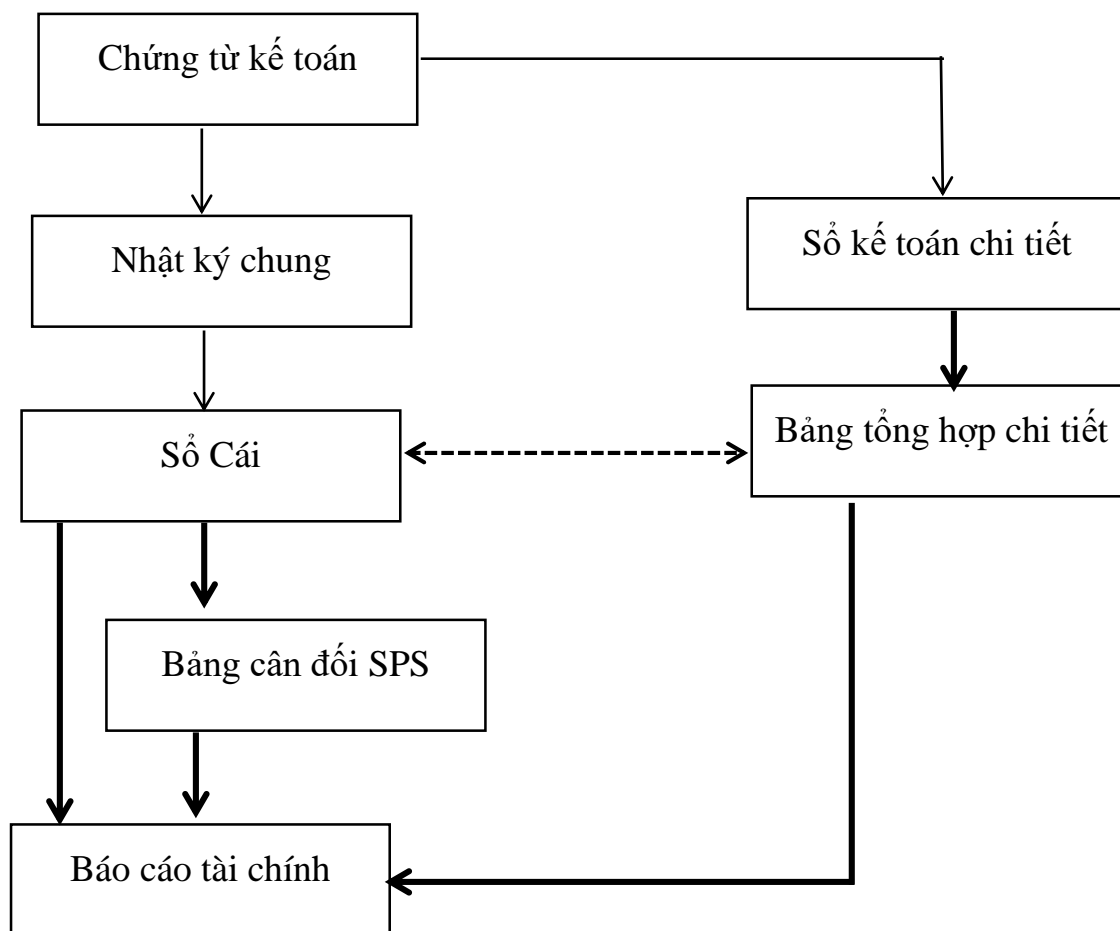 Chứng từ kế toán
Nhật ký chung
Sổ kế toán chi tiết
Sổ Cái
Bảng tổng hợp chi tiết
Bảng cân đối SPS
Báo cáo tài chính